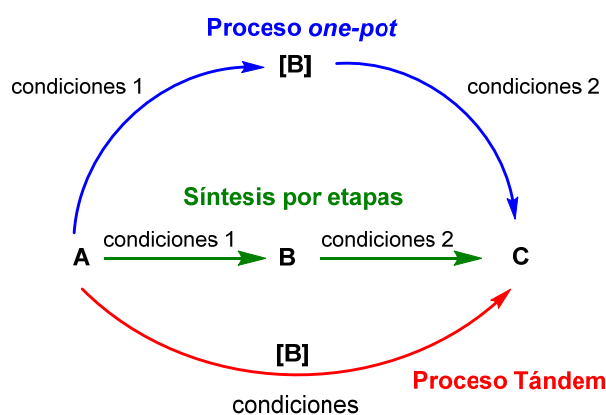 Proceso one-pot
[B]
condiciones 1
condiciones 2
Síntesis por etapas
condiciones 1
condiciones 2
A
B
C
[B]
Proceso Tándem
condiciones